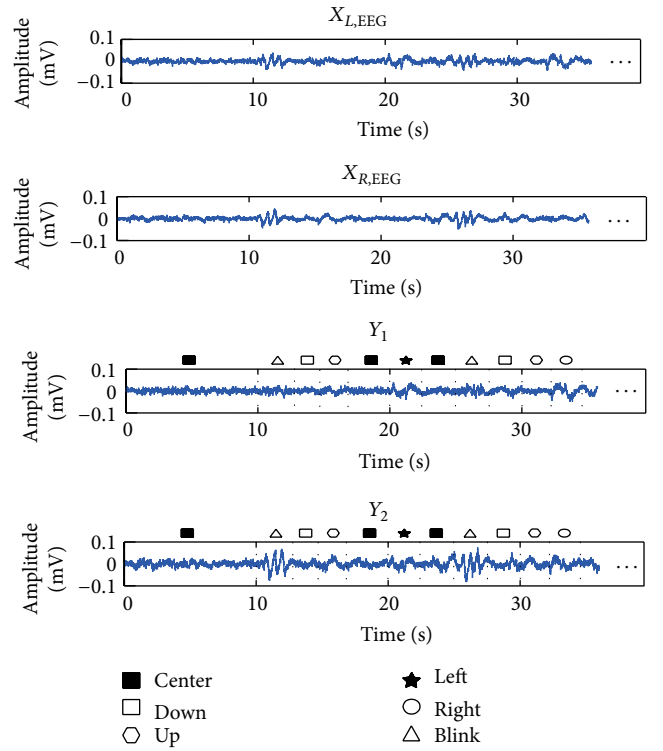 X_L,EEG
Amplitude
(mV)
0.1
0
−0.1
0 10 20 30
...
Time (s)
X_R,EEG
Amplitude
(mV)
0.1
0
−0.1
0 10 20 30
...
Time (s)
Y_1
Amplitude
(mV)
0.1
0
−0.1
0 10 20 30
...
Time (s)
Y_2
Amplitude
(mV)
0.1
0
−0.1
0 10 20 30
...
Time (s)
Center
Left
Down
Right
Up
Blink